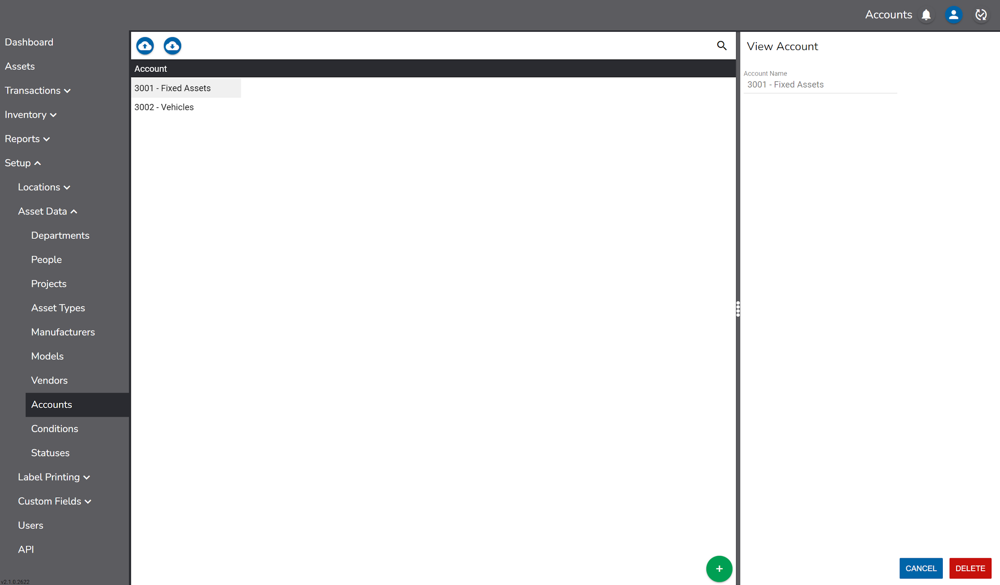 Accounts
Dashboard
Assets
Transactions
Inventory
Reports
Setup
Locations
Asset Data
Departments
People
Projects
Asset Types
Manufacturers
Models
Vendors
Accounts
Conditions
Statuses
Label Printing
Custom Fields
Users
API
v2.1.0.2622
Account
3001 - Fixed Assets
3002 - Vehicles
+
View Account
Account Name
3001 - Fixed Assets
CANCEL DELETE